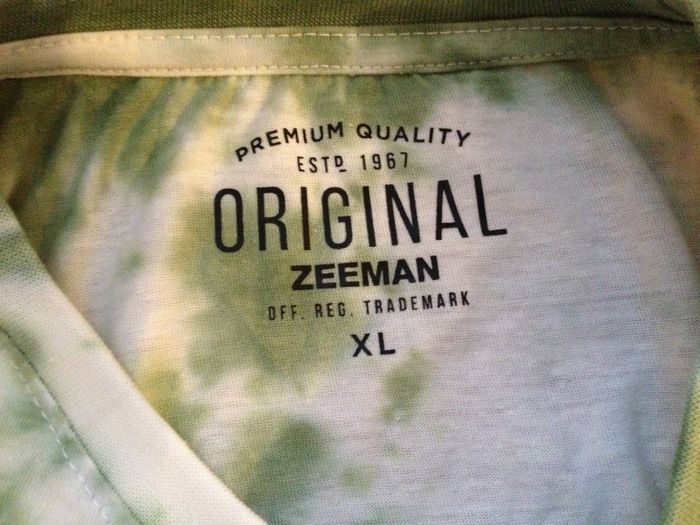 PREMIUM QUALITY
ESTD 1967
ORIGINAL
ZEEMAN
OFF. REG. TRADEMARK
XL